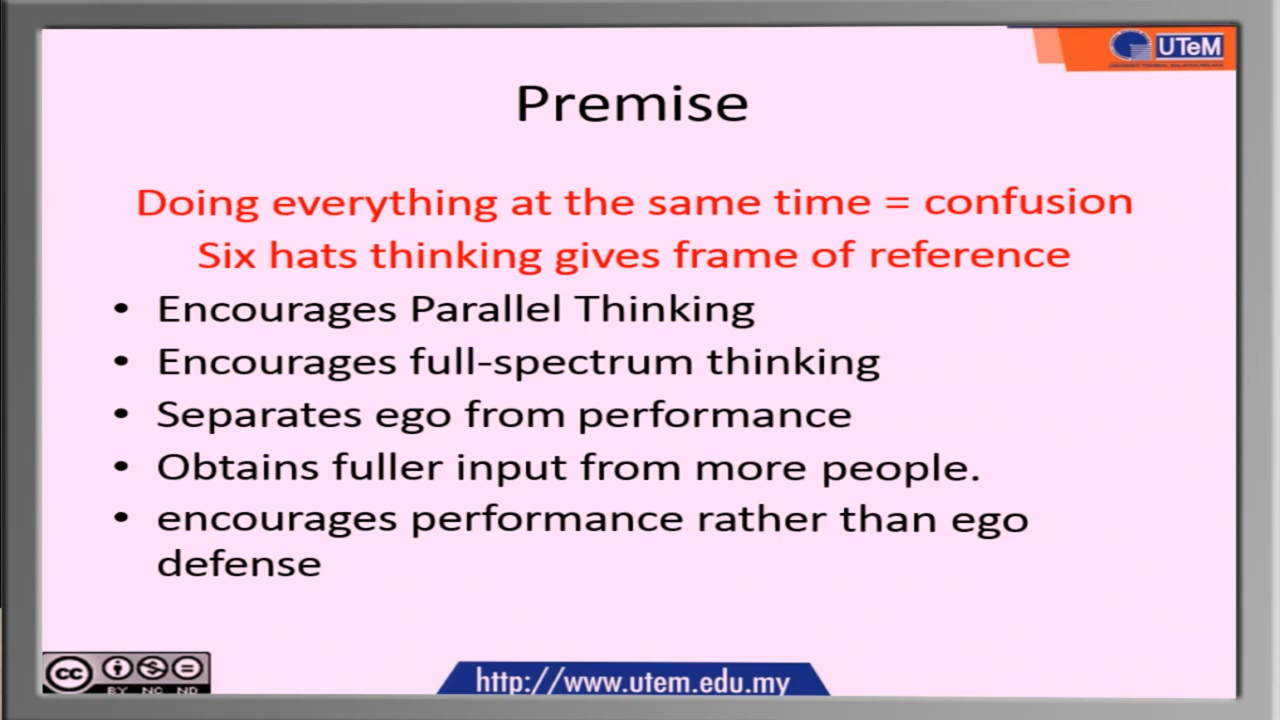 UTeM
Premise
Doing everything at the same time = confusion
Six hats thinking gives frame of reference
• Encourages Parallel Thinking
• Encourages full-spectrum thinking
• Separates ego from performance
• Obtains fuller input from more people.
• encourages performance rather than ego
defense
cc
BY NC ND
http://www.utem.edu.my